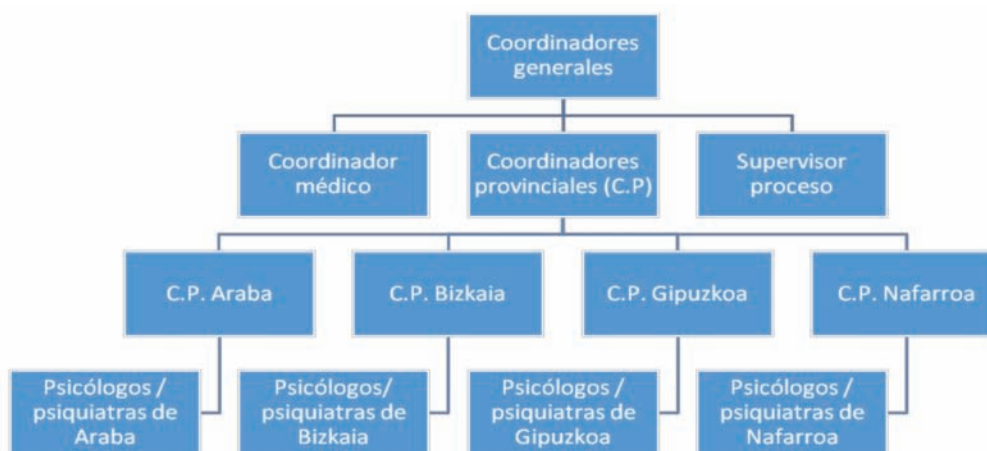 Coordinadores
generales
Coordinador
médico
Coordinadores
provinciales (C.P)
Supervisor
proceso
C.P. Araba
C.P. Bizkaia
C.P. Gipuzkoa
C.P. Nafarroa
Psicólogos /
psiquiatras de
Araba
Psicólogos/
psiquiatras de
Bizkaia
Psicólogos /
psiquiatras de
Gipuzkoa
Psicólogos /
psiquiatras de
Nafarroa